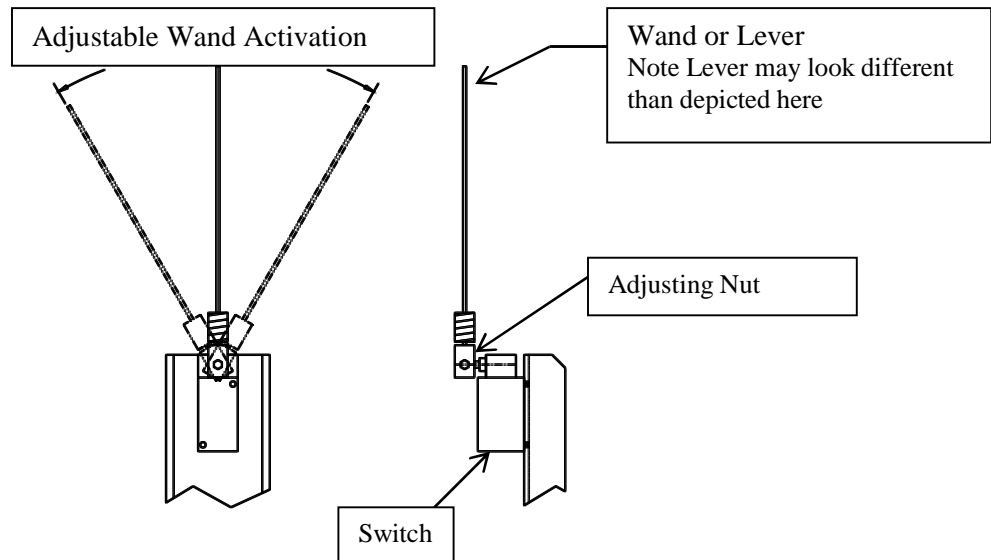 Adjustable Wand Activation
Wand or Lever
Note Lever may look different
than depicted here
Adjusting Nut
Switch